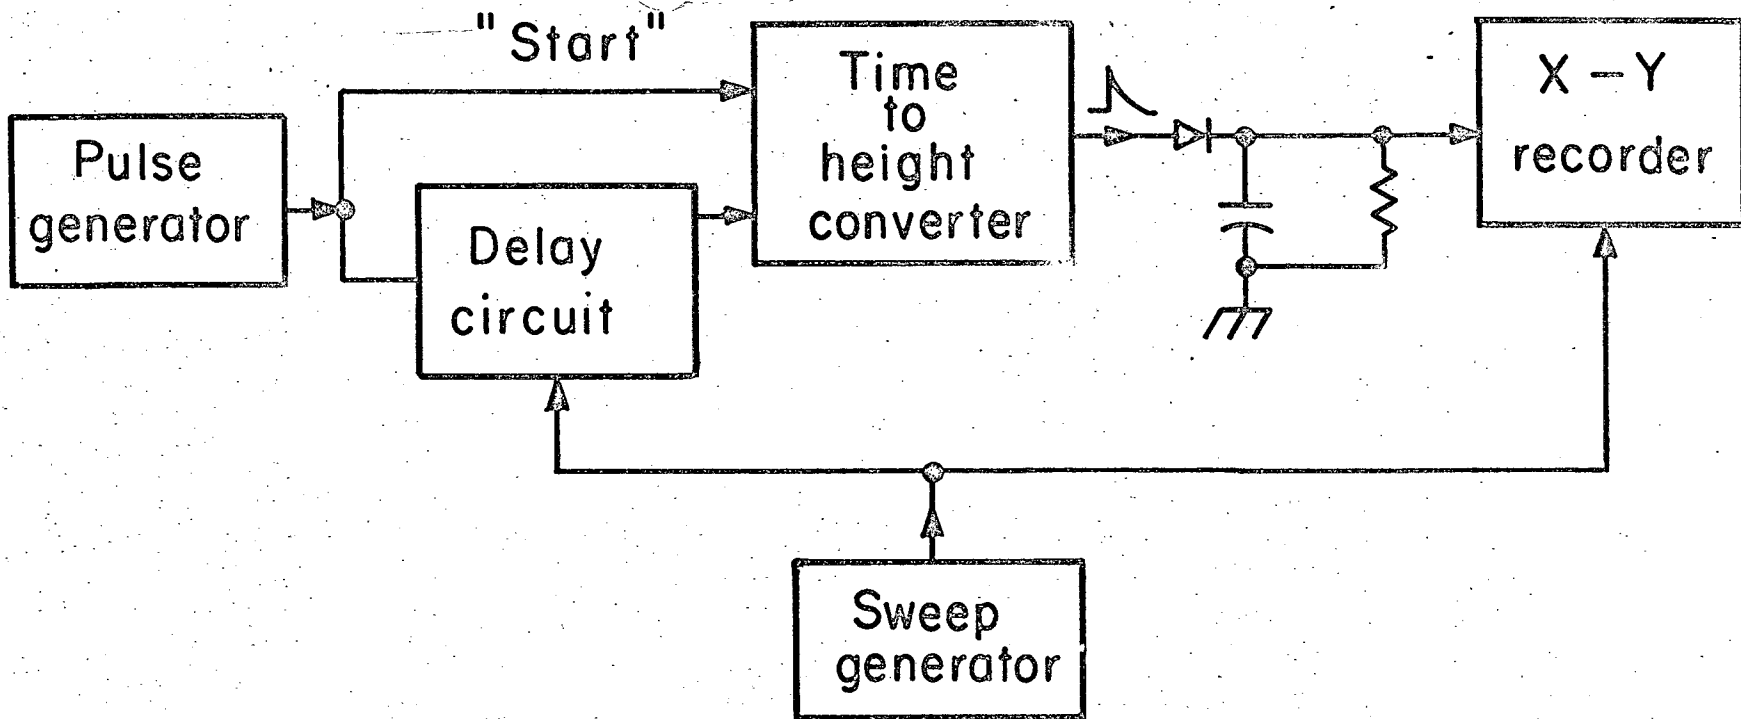 "Start"
Pulse
generator
Delay
circuit
Time
to
height
converter
X – Y
recorder
Sweep
generator